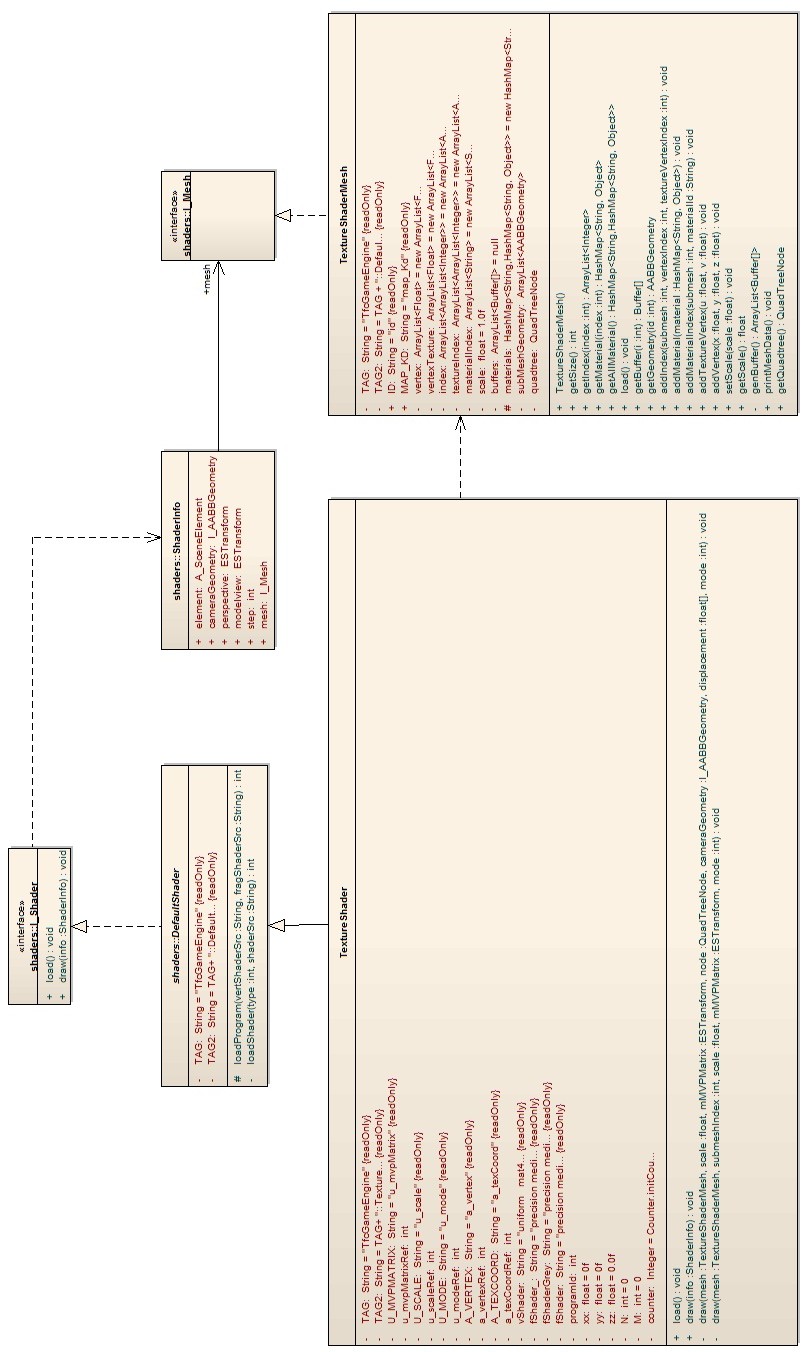 «interface»
shaders::I_Shader
+ load() : void
+ draw(info :ShaderInfo) : void
shaders::DefaultShader
- TAG: String = "TfgGameEngine" {readOnly}
- TAG2: String = TAG+ "::Default... {readOnly}
# loadProgram(vertShaderSrc :String, fragShaderSrc :String) : int
- loadShader(type :int, shaderSrc :String) : int
shaders::ShaderInfo
+ element: A_SceneElement
+ cameraGeometry: I_AABBGeometry
+ perspective: ESTransform
+ modelview: ESTransform
+ step: int
+ mesh: I_Mesh
+mesh
«interface»
shaders::I_Mesh
TextureShader
- TAG: String = "TfgGameEngine" {readOnly}
- TAG2: String = TAG+ "::Texture... {readOnly}
- U_MVPMATRIX: String = "u_mvpMatrix" {readOnly}
- u_mvpMatrixRef: int
- U_SCALE: String = "u_scale" {readOnly}
- u_scaleRef: int
- U_MODE: String = "u_mode" {readOnly}
- u_modeRef: int
- A_VERTEX: String = "a_vertex" {readOnly}
- a_vertexRef: int
- A_TEXCOORD: String = "a_texCoord" {readOnly}
- a_texCoordRef: int
- vShader: String = "uniform mat4... {readOnly}
- fShader_: String = "precision medi... {readOnly}
- fShaderGrey: String = "precision medi... {readOnly}
- fShader: String = "precision medi... {readOnly}
- programId: int
- xx: float = 0f
- yy: float = 0f
- zz: float = 0.0f
- N: int = 0
- M: int = 0
- counter: Integer = Counter.initCou...
+ load() : void
+ draw(info :ShaderInfo) : void
- draw(mesh :TextureShaderMesh, scale :float, mMVPMatrix :ESTransform, node :QuadTreeNode, cameraGeometry :I_AABBGeometry, displacement :float[], mode :int) : void
- draw(mesh :TextureShaderMesh, submeshIndex :int, scale :float, mMVPMatrix :ESTransform, mode :int) : void
TextureShaderMesh
- TAG: String = "TfgGameEngine" {readOnly}
- TAG2: String = TAG + "::Defaul... {readOnly}
+ ID: String = "id" {readOnly}
+ MAP_KD: String = "map_Kd" {readOnly}
- vertex: ArrayList<Float> = new ArrayList<F...
- vertexTexture: ArrayList<Float> = new ArrayList<F...
- index: ArrayList<ArrayList<Integer>> = new ArrayList<A...
- textureIndex: ArrayList<ArrayList<Integer>> = new ArrayList<A...
- materialIndex: ArrayList<String> = new ArrayList<S...
- scale: float = 1.0f
- buffers: ArrayList<Buffer[]> = null
# materials: HashMap<String,HashMap<String, Object>> = new HashMap<Str...
- subMeshGeometry: ArrayList<AABBGeometry>
- quadtree: QuadTreeNode
+ TextureShaderMesh()
+ getSize() : int
+ getIndex(index :int) : ArrayList<Integer>
+ getMaterial(index :int) : HashMap<String, Object>
+ getAllMaterial() : HashMap<String,HashMap<String, Object>>
+ load() : void
+ getBuffer(i :int) : Buffer[]
+ getGeometry(id :int) : AABBGeometry
+ addIndex(submesh :int, vertexIndex :int, textureVertexIndex :int) : void
+ addMaterial(material :HashMap<String, Object>) : void
+ addMaterialIndex(submesh :int, materialId :String) : void
+ addTextureVertex(u :float, v :float) : void
+ addVertex(x :float, y :float, z :float) : void
+ setScale(scale :float) : void
+ getScale() : float
- genBuffer() : ArrayList<Buffer[]>
+ printMeshData() : void
+ getQuadtree() : QuadTreeNode